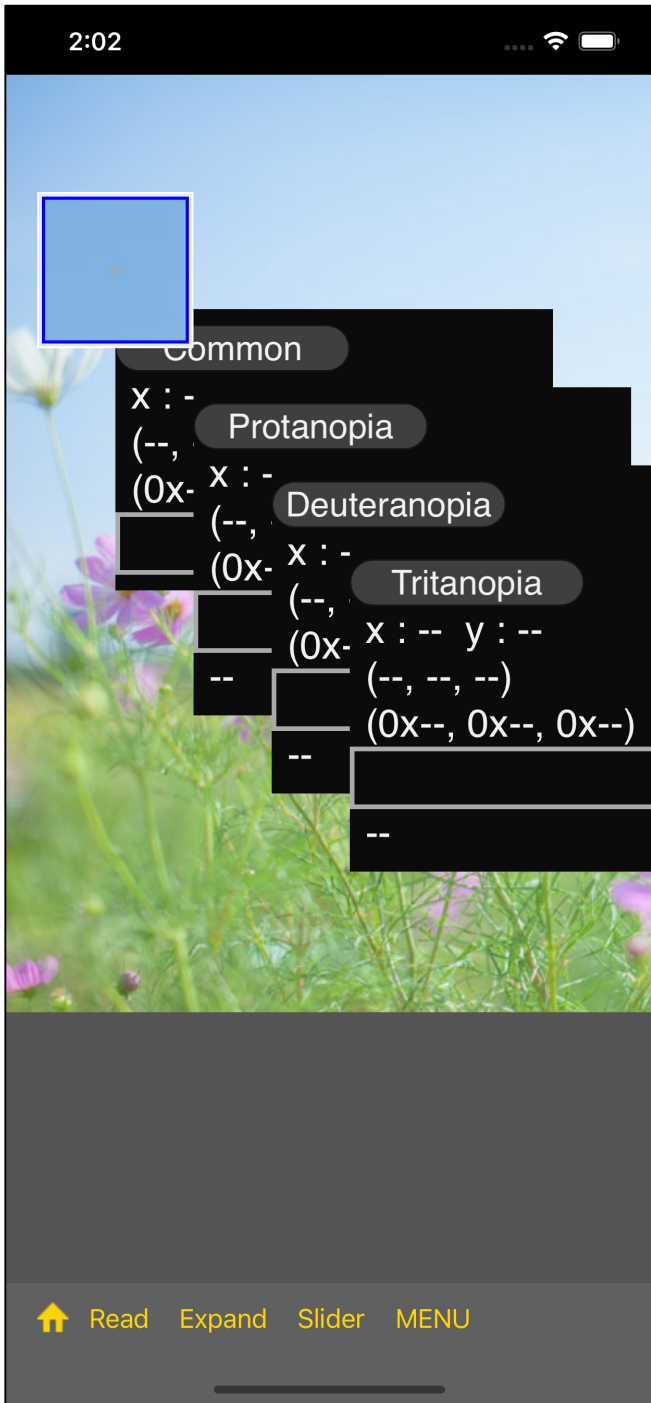 2:02
Common
x : -
(--, -
(0x-
Protanopia
x : -
(--, -
(0x-
--
Deuteranopia
x : -
(--, -
(0x-
--
Tritanopia
x : -- y : --
(--, --, --)
(0x--, 0x--, 0x--)
--
Read Expand Slider MENU